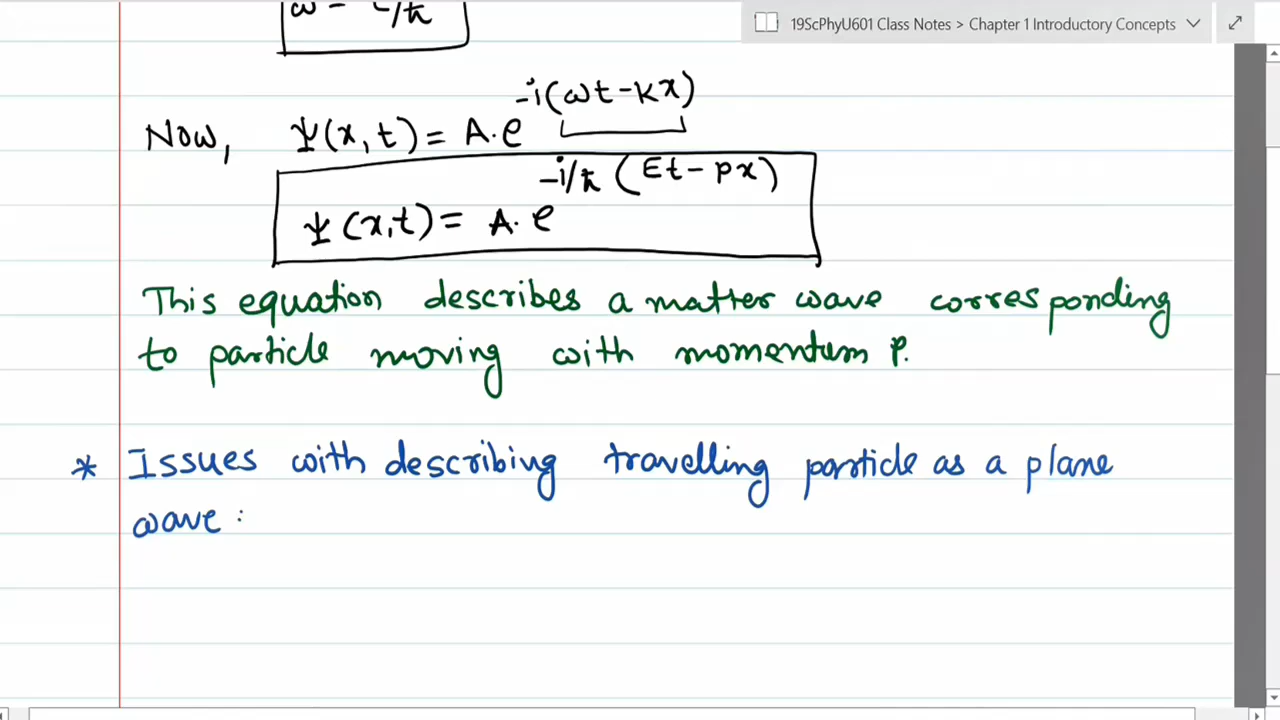 19ScPhyU601 Class Notes > Chapter 1 Introductory Concepts
ω = E/ħ
Now, Ψ(x, t) = A·e^{-i(ωt-kx)}
Ψ(x,t) = A·e^{-i/ħ (Et-px)}
This equation describes a matter wave corresponding
to particle moving with momentum p.
* Issues with describing travelling particle as a plane
wave :